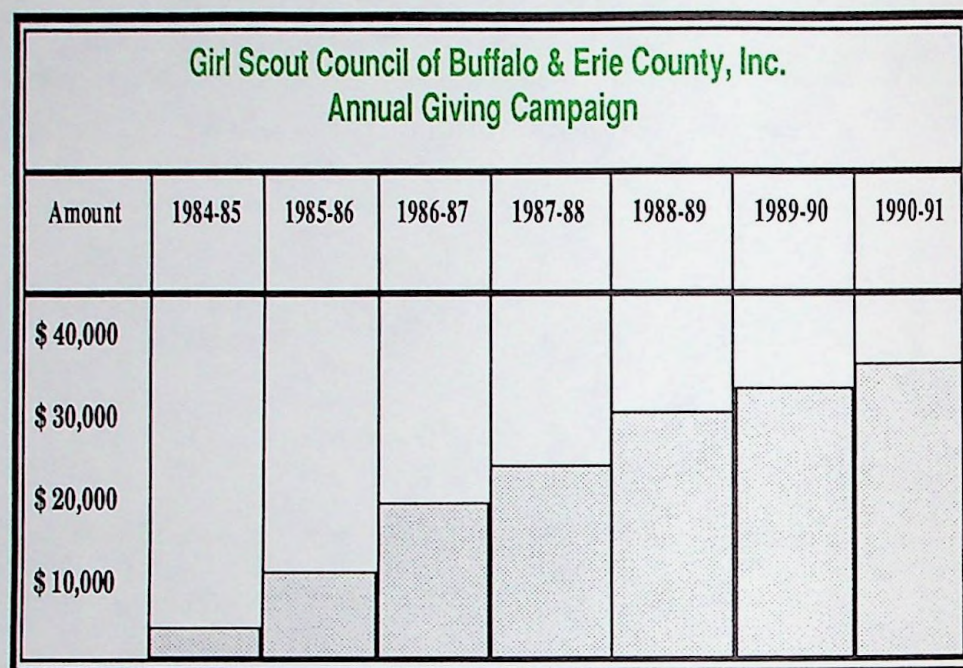 Girl Scout Council of Buffalo & Erie County, Inc.
Annual Giving Campaign
Amount 1984-85 1985-86 1986-87 1987-88 1988-89 1989-90 1990-91
$ 40,000
$ 30,000
$ 20,000
$ 10,000